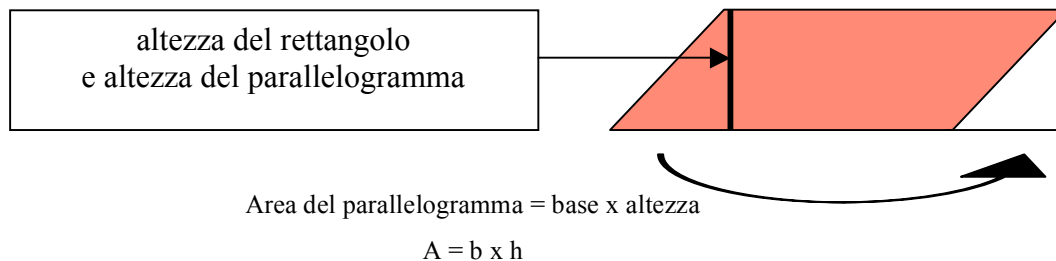 altezza del rettangolo
e altezza del parallelogramma
Area del parallelogramma = base x altezza
A = b x h